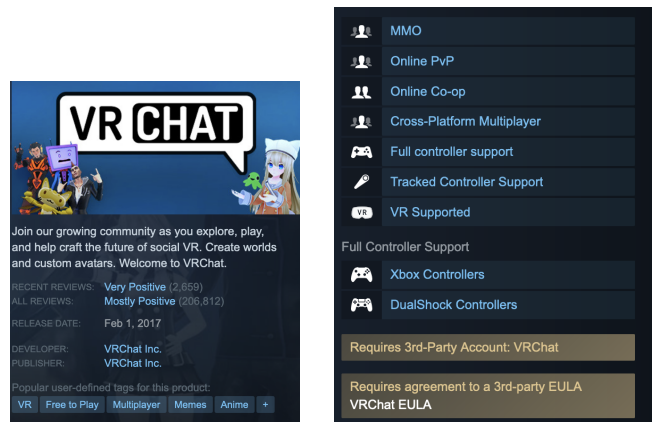 VRCHAT
Join our growing community as you explore, play,
and help craft the future of social VR. Create worlds
and custom avatars. Welcome to VRChat.
RECENT REVIEWS: Very Positive (2,659)
ALL REVIEWS: Mostly Positive (206,812)
RELEASE DATE: Feb 1, 2017
DEVELOPER: VRChat Inc.
PUBLISHER: VRChat Inc.
Popular user-defined tags for this product:
VR Free to Play Multiplayer Memes Anime +
MMO
Online PvP
Online Co-op
Cross-Platform Multiplayer
Full controller support
Tracked Controller Support
VR VR Supported
Full Controller Support
Xbox Controllers
DualShock Controllers
Requires 3rd-Party Account: VRChat
Requires agreement to a 3rd-party EULA
VRChat EULA